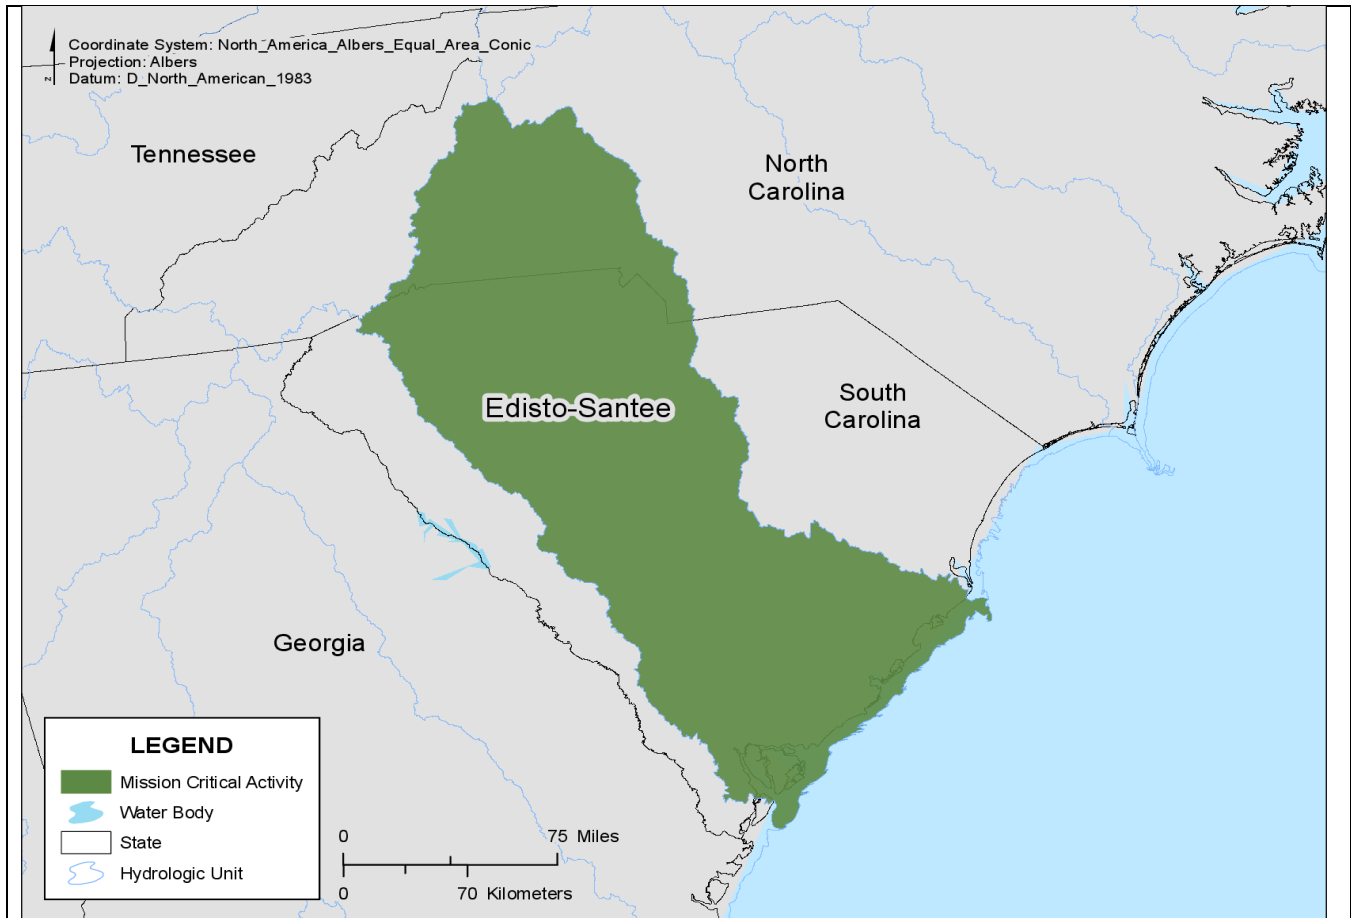 Coordinate System: North_America_Albers_Equal_Area_Conic
Projection: Albers
Datum: D_North_American_1983
N
Tennessee
North
Carolina
Edisto-Santee
South
Carolina
Georgia
LEGEND
Mission Critical Activity
Water Body
State
Hydrologic Unit
0 75 Miles
0 70 Kilometers